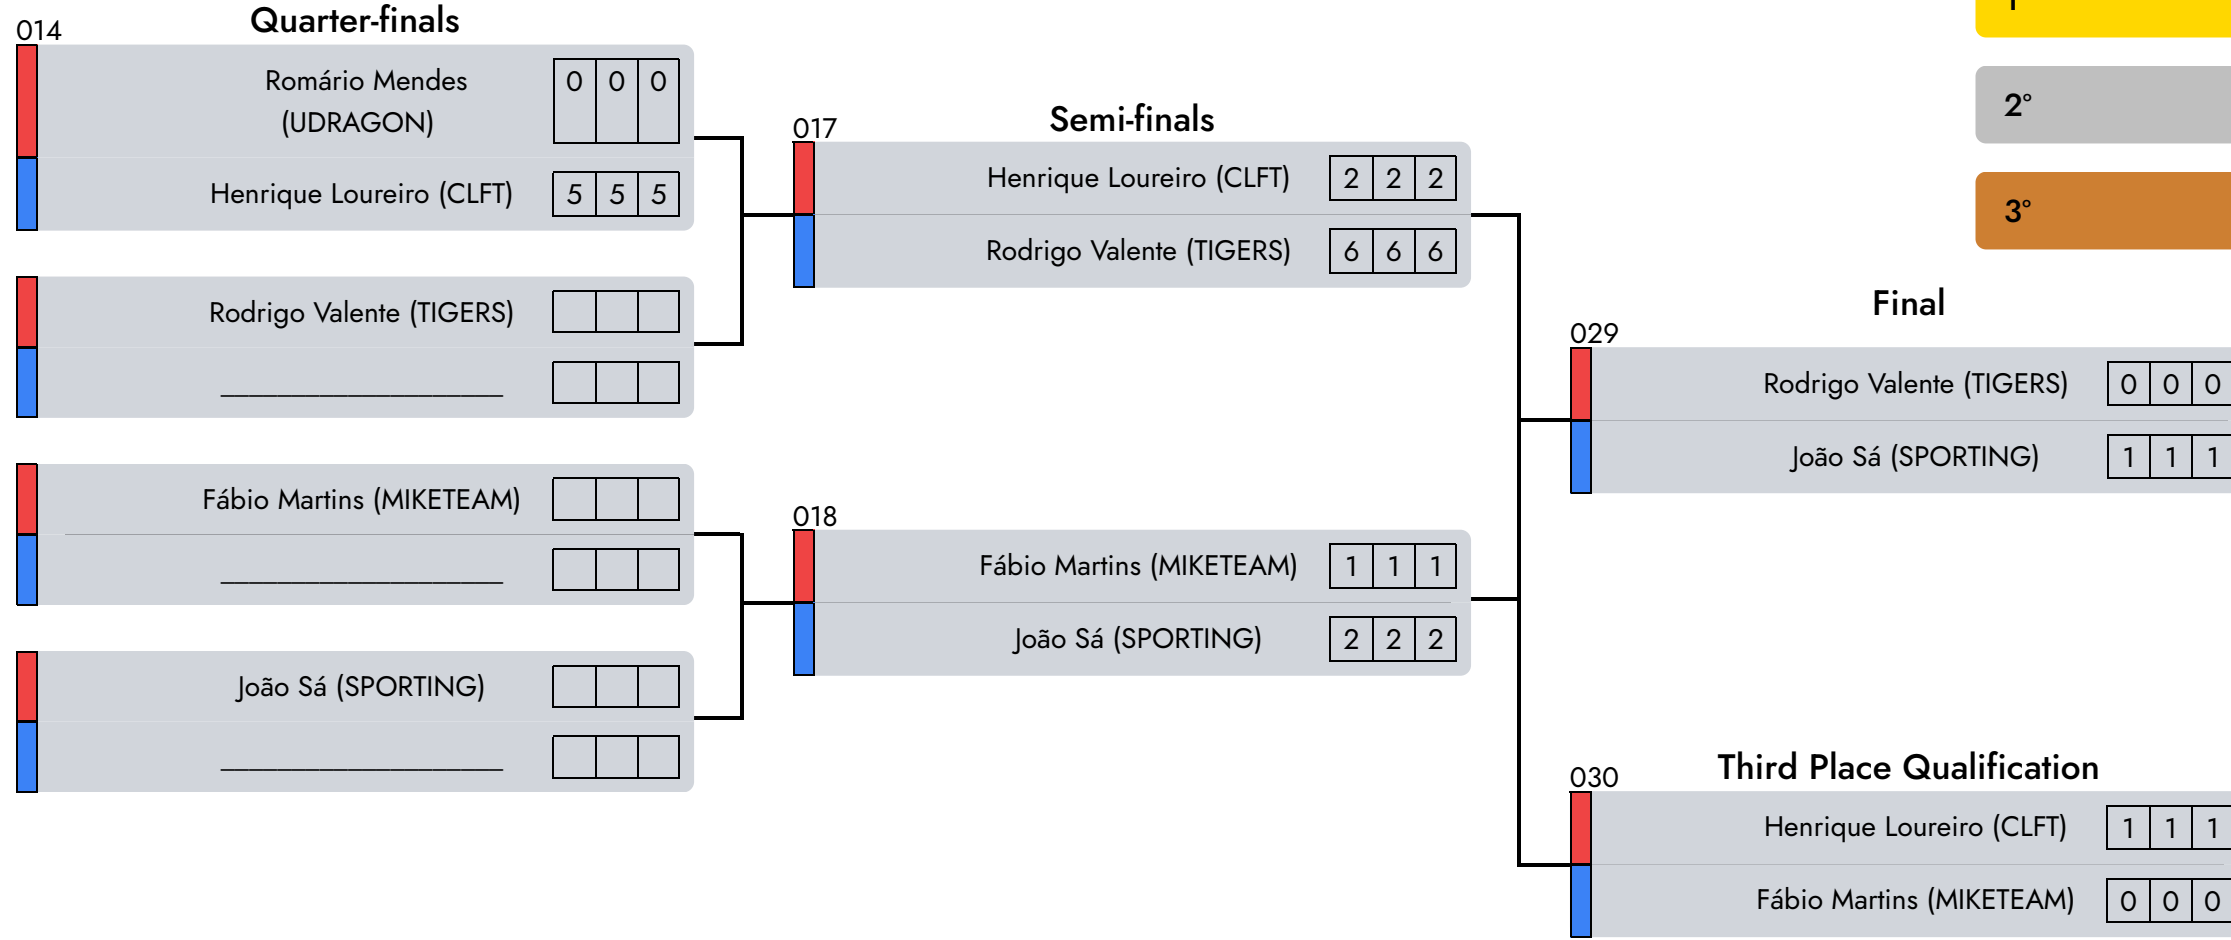 Quarter-finals
014
Romário Mendes
(UDRAGON)
0 0 0
Henrique Loureiro (CLFT)
5 5 5
Rodrigo Valente (TIGERS)
____________________
Fábio Martins (MIKETEAM)
____________________
João Sá (SPORTING)
____________________
Semi-finals
017
Henrique Loureiro (CLFT)
2 2 2
Rodrigo Valente (TIGERS)
6 6 6
018
Fábio Martins (MIKETEAM)
1 1 1
João Sá (SPORTING)
2 2 2
2°
3°
Final
029
Rodrigo Valente (TIGERS)
0 0 0
João Sá (SPORTING)
1 1 1
Third Place Qualification
030
Henrique Loureiro (CLFT)
1 1 1
Fábio Martins (MIKETEAM)
0 0 0